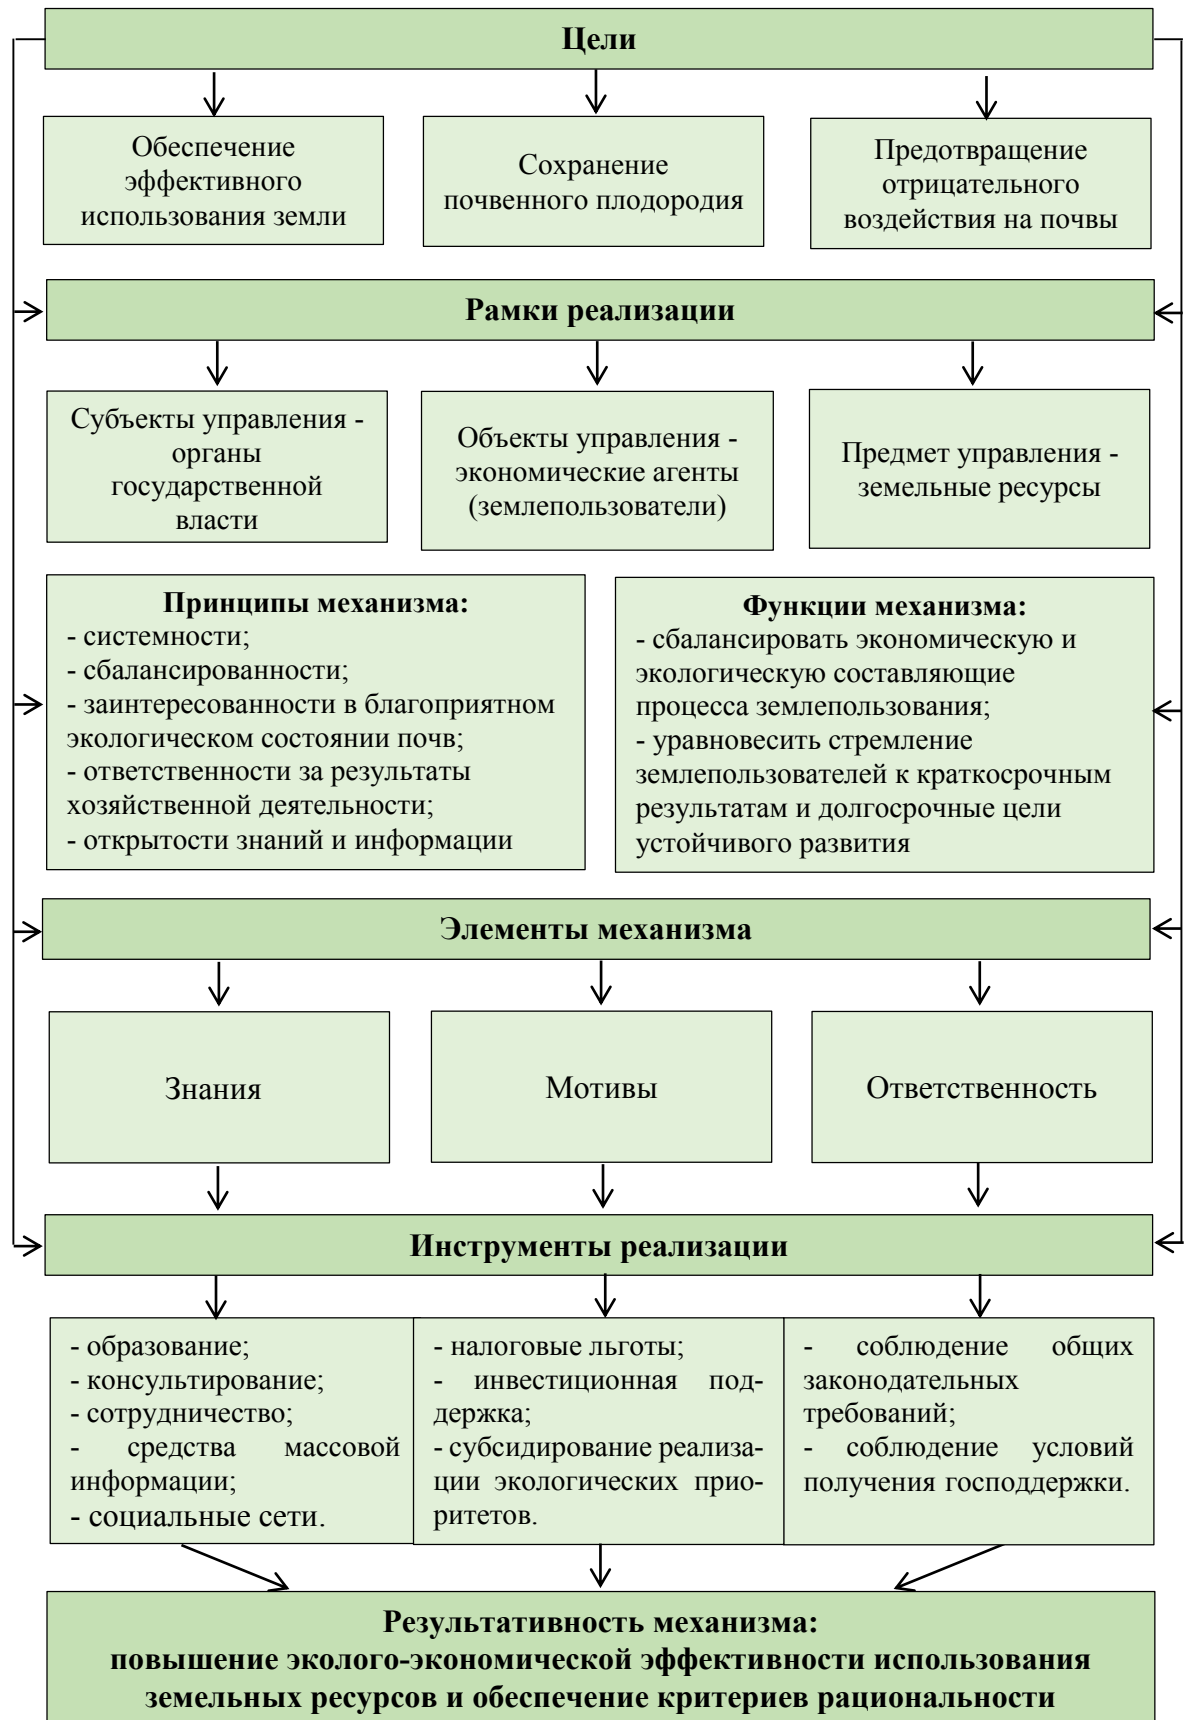 Цели
Обеспечение
эффективного
использования земли
Сохранение
почвенного плодородия
Предотвращение
отрицательного
воздействия на почвы
Рамки реализации
Субъекты управления -
органы
государственной
власти
Объекты управления -
экономические агенты
(землепользователи)
Предмет управления -
земельные ресурсы
Принципы механизма:
- системности;
- сбалансированности;
- заинтересованности в благоприятном
экологическом состоянии почв;
- ответственности за результаты
хозяйственной деятельности;
- открытости знаний и информации
Функции механизма:
- сбалансировать экономическую и
экологическую составляющие
процесса землепользования;
- уравновесить стремление
землепользователей к краткосрочным
результатам и долгосрочные цели
устойчивого развития
Элементы механизма
Знания
Мотивы
Ответственность
Инструменты реализации
- образование;
- консультирование;
- сотрудничество;
- средства массовой
информации;
- социальные сети.
- налоговые льготы;
- инвестиционная под-
держка;
- субсидирование реализа-
ции экологических прио-
ритетов.
- соблюдение общих
законодательных
требований;
- соблюдение условий
получения господдержки.
Результативность механизма:
повышение эколого-экономической эффективности использования
земельных ресурсов и обеспечение критериев рациональности